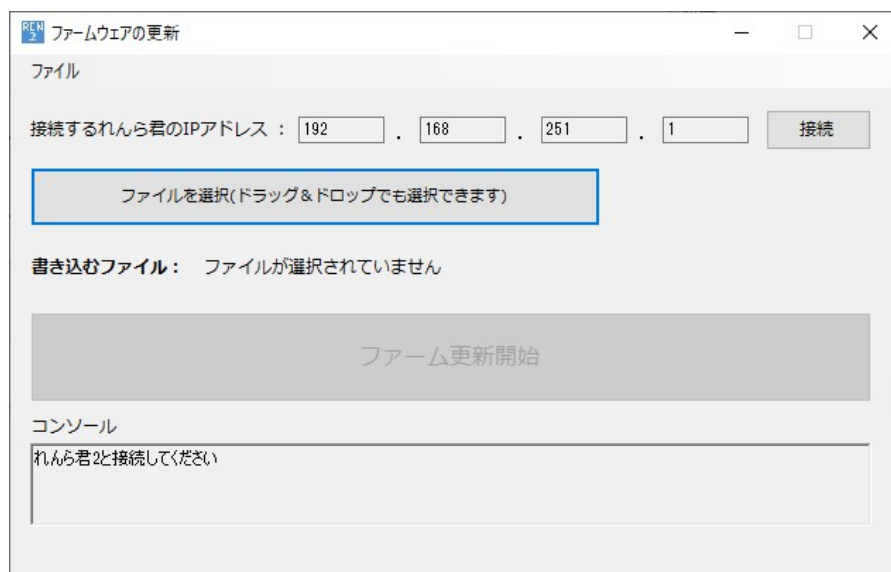 REN 2 ファームウェアの更新
ファイル
接続するれんら君のIPアドレス : 192 . 168 . 251 . 1 接続
ファイルを選択(ドラッグ&ドロップでも選択できます)
書き込むファイル: ファイルが選択されていません
ファーム更新開始
コンソール
れんら君2と接続してください